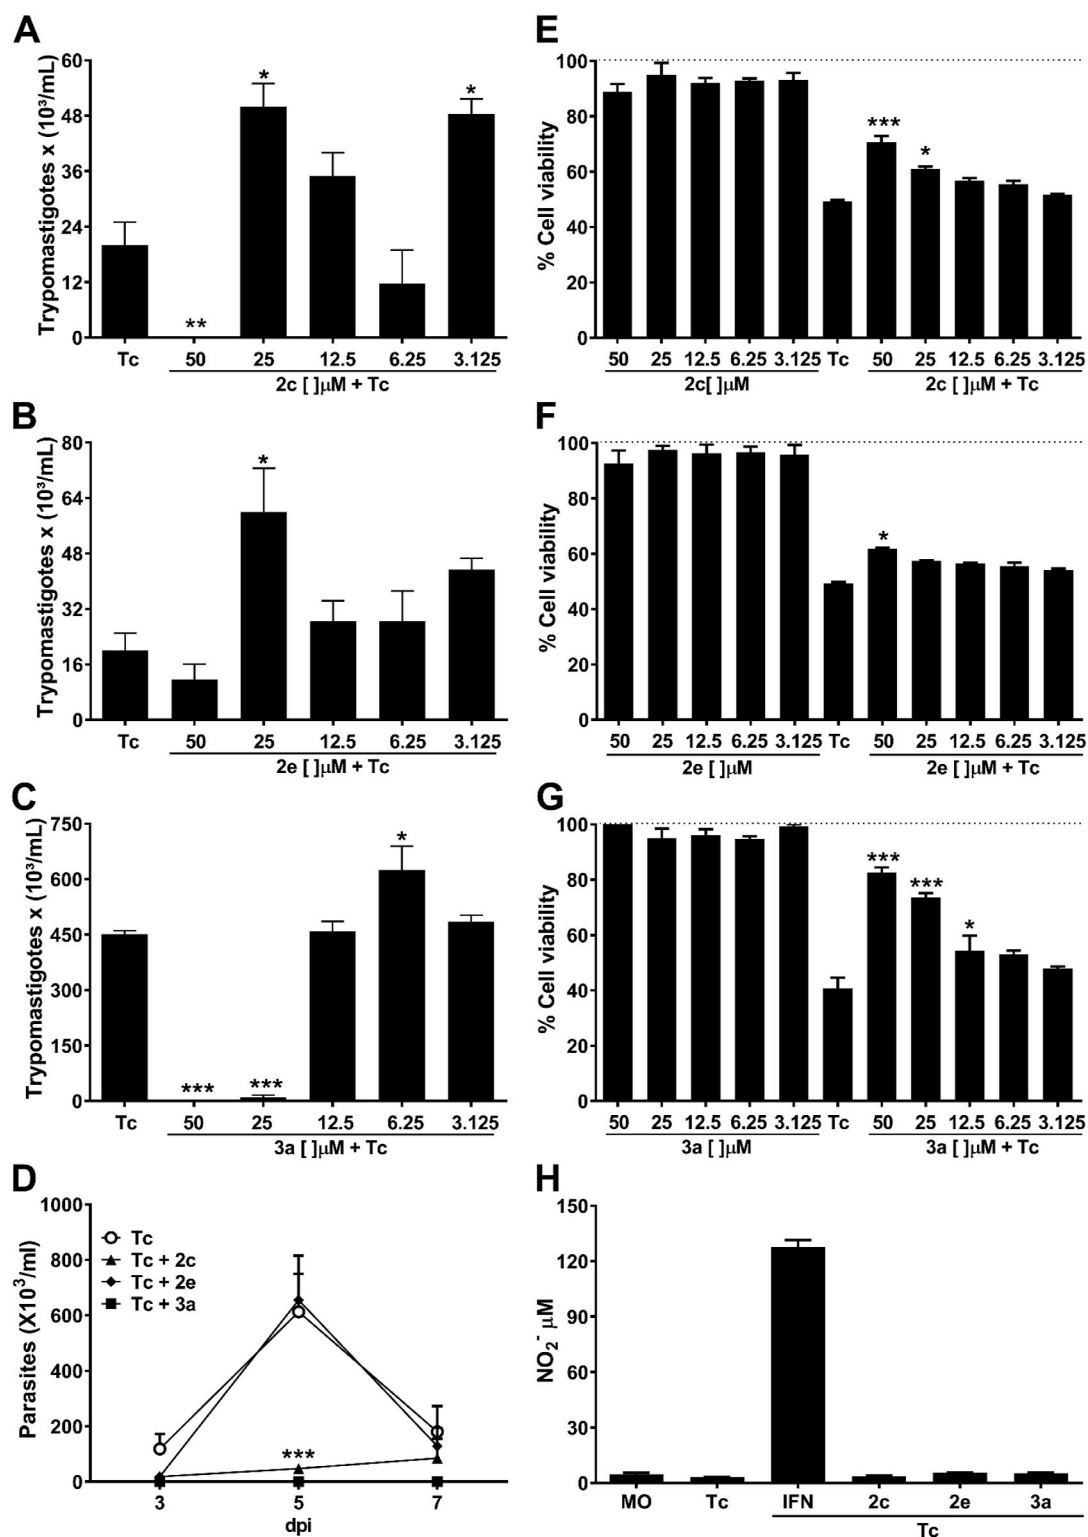 A
Trypomastigotes x (10³/mL)
60
48
36
24
12
0
*
*
**
Tc 50 25 12.5 6.25 3.125
2c [ ]μM + Tc
B
Trypomastigotes x (10³/mL)
80
64
48
32
16
0
*
Tc 50 25 12.5 6.25 3.125
2e [ ]μM + Tc
C
Trypomastigotes x (10³/mL)
750
600
450
300
150
0
*
*** ***
Tc 50 25 12.5 6.25 3.125
3a [ ]μM + Tc
D
Parasites (X10³/ml)
1000
800
600
400
200
0
Tc
Tc + 2c
Tc + 2e
Tc + 3a
***
3 5 7
dpi
E
% Cell viability
100
80
60
40
20
0
***
*
50 25 12.5 6.25 3.125 Tc 50 25 12.5 6.25 3.125
2c[ ]μM 2c [ ]μM + Tc
F
% Cell viability
100
80
60
40
20
0
*
50 25 12.5 6.25 3.125 Tc 50 25 12.5 6.25 3.125
2e [ ]μM 2e [ ]μM + Tc
G
% Cell viability
100
80
60
40
20
0
***
***
*
50 25 12.5 6.25 3.125 Tc 50 25 12.5 6.25 3.125
3a [ ]μM 3a [ ]μM + Tc
H
NO₂⁻ μM
150
120
90
60
30
0
MO Tc IFN 2c 2e 3a
Tc